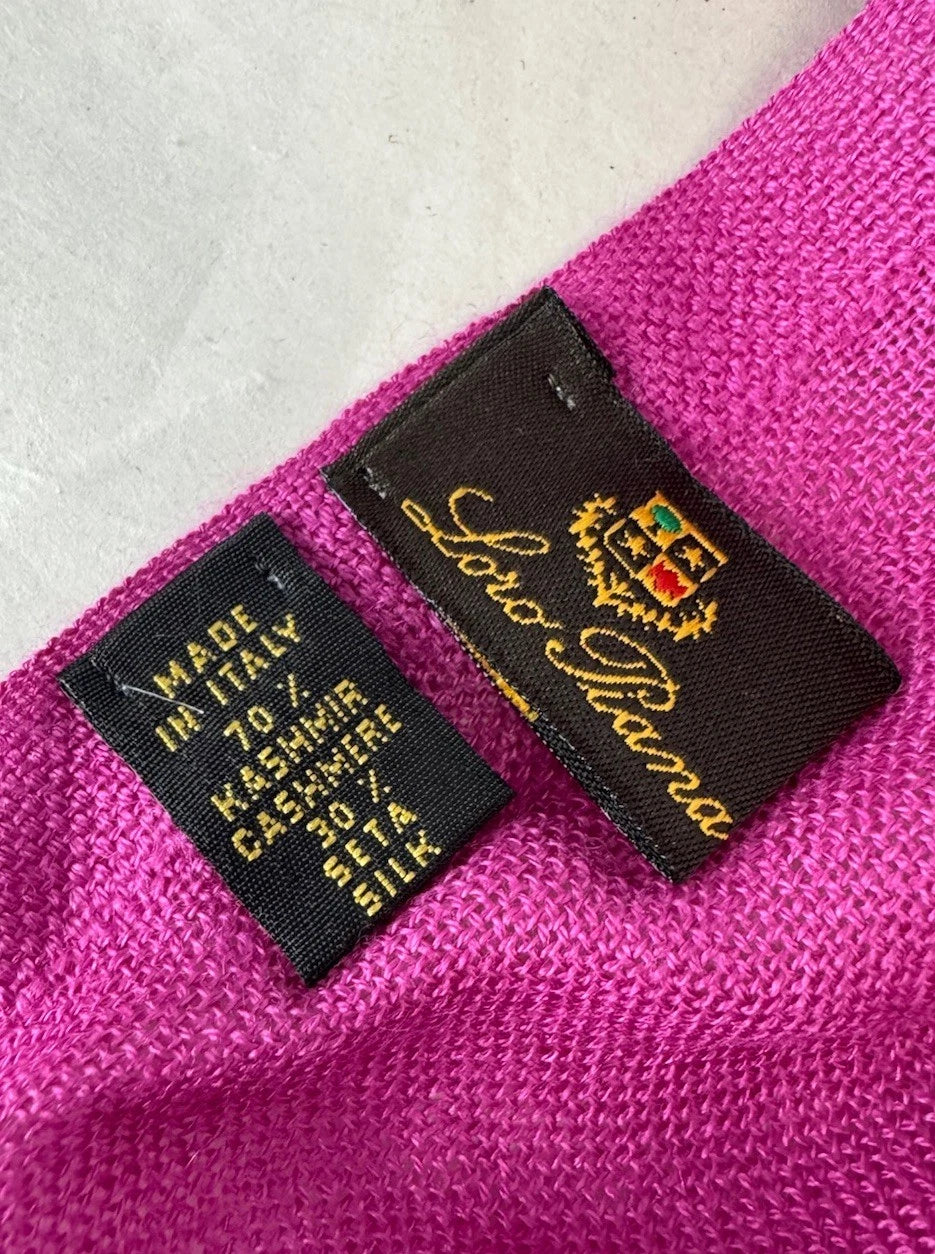 MADE
IN ITALY
70 %
KASHMIR
CASHMERE
30 %
SETA
SILK
Loro Piana